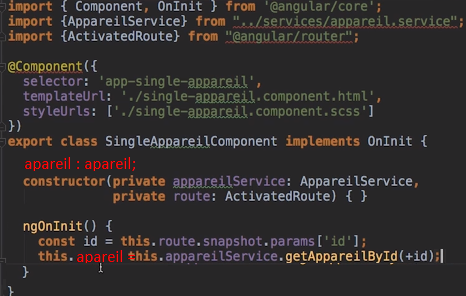 import { Component, OnInit } from '@angular/core';
import {AppareilService} from "../services/appareil.service";
import {ActivatedRoute} from "@angular/router";
@Component({
selector: 'app-single-appareil',
templateUrl: './single-appareil.component.html',
styleUrls: ['./single-appareil.component.scss']
})
export class SingleAppareilComponent implements OnInit {
apareil : apareil;
constructor(private appareilService: AppareilService,
private route: ActivatedRoute) { }
ngOnInit() {
const id = this.route.snapshot.params['id'];
this. apareil = this.appareilService.getAppareilById(+id);
}
}